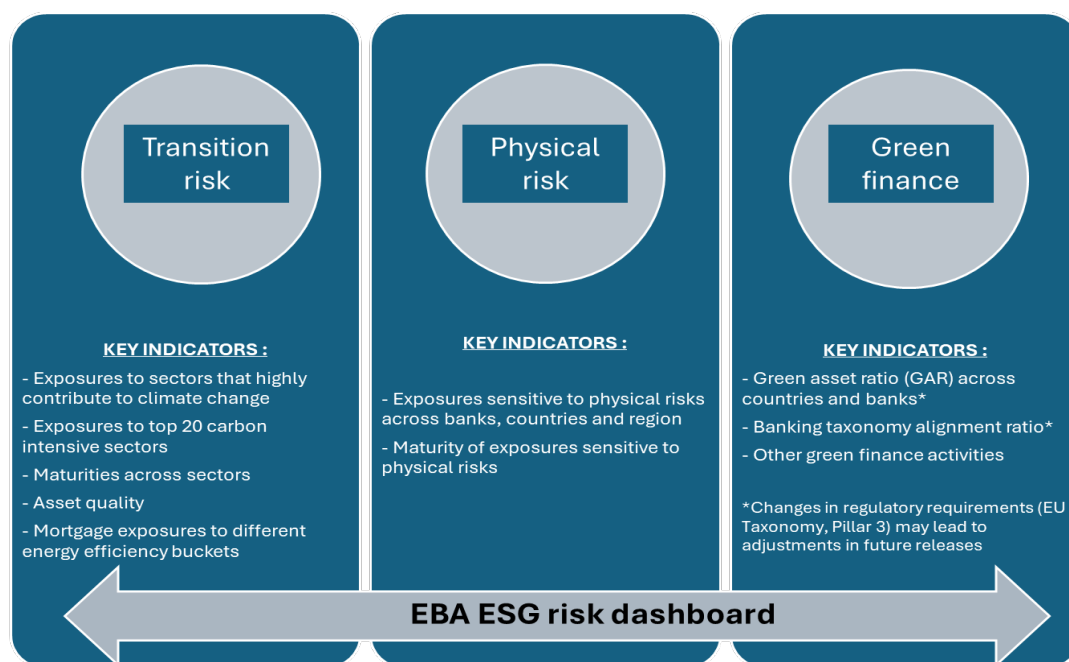 Transition
risk
KEY INDICATORS :
- Exposures to sectors that highly
contribute to climate change
- Exposures to top 20 carbon
intensive sectors
- Maturities across sectors
- Asset quality
- Mortgage exposures to different
energy efficiency buckets
Physical
risk
KEY INDICATORS :
- Exposures sensitive to physical risks
across banks, countries and region
- Maturity of exposures sensitive to
physical risks
Green
finance
KEY INDICATORS :
- Green asset ratio (GAR) across
countries and banks*
- Banking taxonomy alignment ratio*
- Other green finance activities
*Changes in regulatory requirements (EU
Taxonomy, Pillar 3) may lead to
adjustments in future releases
EBA ESG risk dashboard